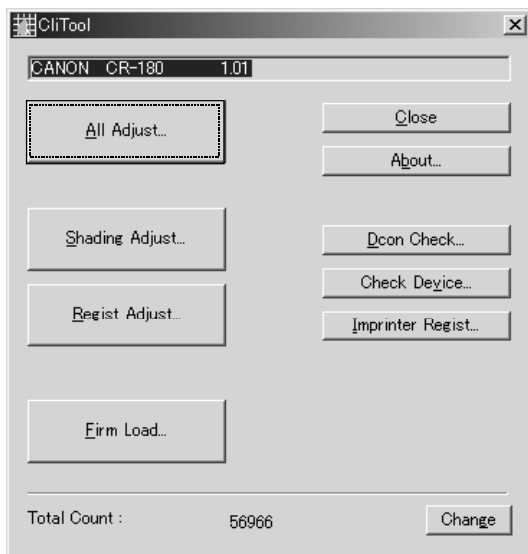 CliTool
CANON CR-180 1.01
All Adjust...
Close
About...
Shading Adjust...
Dcon Check...
Check Device...
Regist Adjust...
Imprinter Regist...
Firm Load...
Total Count : 56966 Change